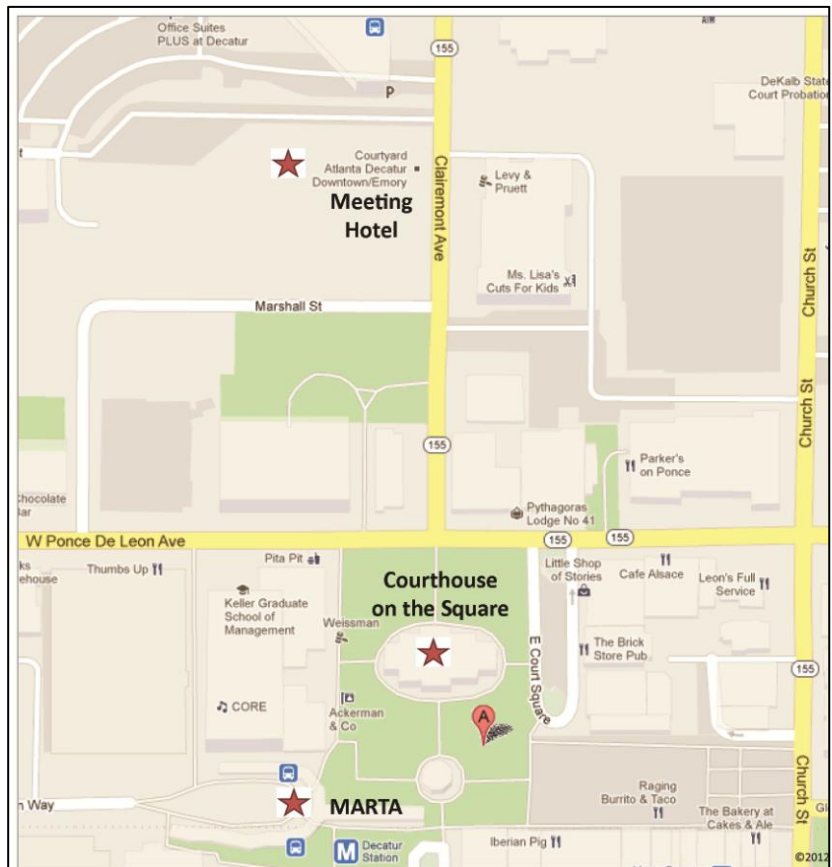 Office Suites
PLUS at Decatur
155
AIM
P
DeKalb State
Court Probation
Courtyard
Atlanta Decatur
Downtown/Emory
Meeting
Hotel
Clairemont Ave
Levy &
Pruett
Ms. Lisa's
Cuts For Kids
Church St
Marshall St
Church St
155
Parker's
on Ponce
Chocolate
Bar
Pythagoras
Lodge No 41
155
155
W Ponce De Leon Ave
Thumbs Up
Pita Pit
Courthouse
on the Square
Little Shop
of Stories
Cafe Alsace
Leon's Full
Service
Keller Graduate
School of
Management
Weissman
E Court Square
The Brick
Store Pub
155
CORE
Ackerman
& Co
A
Church St
MARTA
Raging
Burrito & Taco
The Bakery at
Cakes & Ale
M
Decatur
Station
Iberian Pig